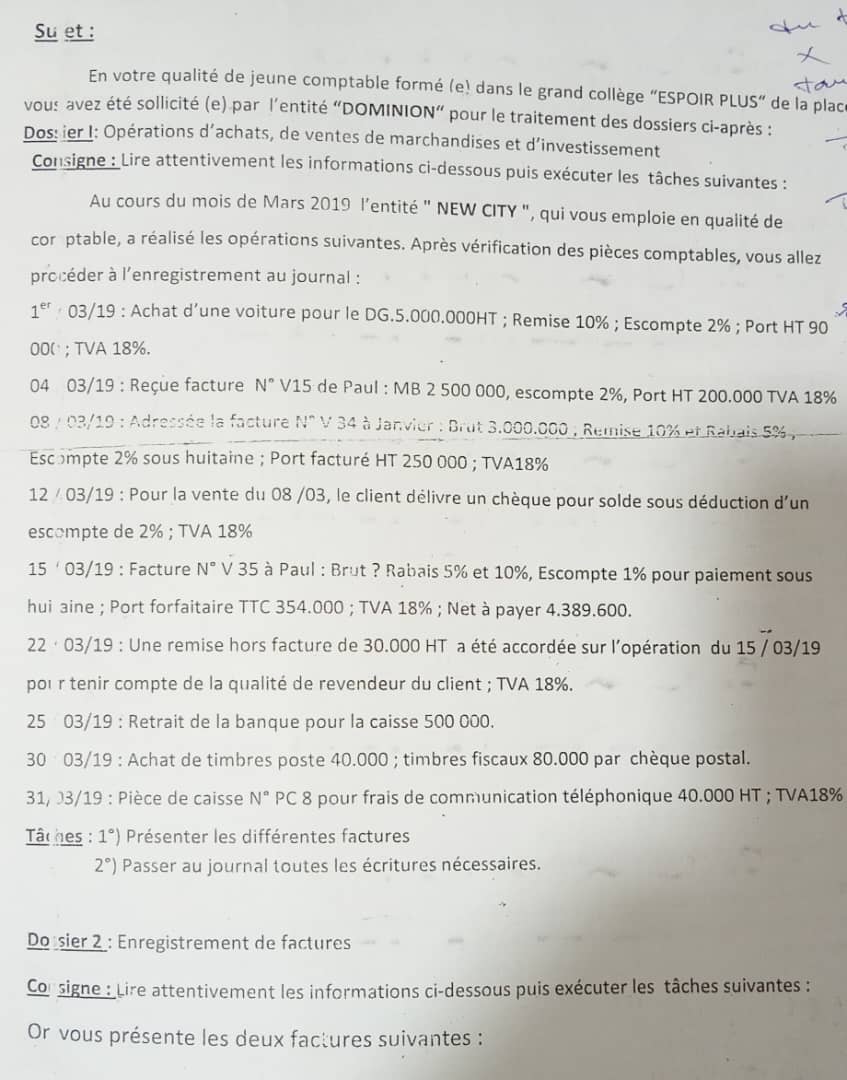 Su et :
du
En votre qualité de jeune comptable formé (e) dans le grand collège “ESPOIR PLUS” de la plac
vous avez été sollicité (e) par l’entité “DOMINION” pour le traitement des dossiers ci-après :
Dossier I: Opérations d’achats, de ventes de marchandises et d’investissement
Consigne : Lire attentivement les informations ci-dessous puis exécuter les tâches suivantes :
Au cours du mois de Mars 2019 l’entité " NEW CITY ", qui vous emploie en qualité de
cor ptable, a réalisé les opérations suivantes. Après vérification des pièces comptables, vous allez
procéder à l’enregistrement au journal :
1er / 03/19 : Achat d’une voiture pour le DG.5.000.000HT ; Remise 10% ; Escompte 2% ; Port HT 90
000 ; TVA 18%.
04 03/19 : Reçue facture N° V15 de Paul : MB 2 500 000, escompte 2%, Port HT 200.000 TVA 18%
08 / 03/19 : Adressée la facture N° V 34 à Janvier : Brut 3.000.000 ; Remise 10% et Rabais 5% ,
Escompte 2% sous huitaine ; Port facturé HT 250 000 ; TVA18%
12 / 03/19 : Pour la vente du 08 /03, le client délivre un chèque pour solde sous déduction d’un
escompte de 2% ; TVA 18%
15 / 03/19 : Facture N° V 35 à Paul : Brut ? Rabais 5% et 10%, Escompte 1% pour paiement sous
hui aine ; Port forfaitaire TTC 354.000 ; TVA 18% ; Net à payer 4.389.600.
22 / 03/19 : Une remise hors facture de 30.000 HT a été accordée sur l’opération du 15 / 03/19
pour tenir compte de la qualité de revendeur du client ; TVA 18%.
25 03/19 : Retrait de la banque pour la caisse 500 000.
30 03/19 : Achat de timbres poste 40.000 ; timbres fiscaux 80.000 par chèque postal.
31/ 03/19 : Pièce de caisse N° PC 8 pour frais de communication téléphonique 40.000 HT ; TVA18%
Tâches : 1°) Présenter les différentes factures
2°) Passer au journal toutes les écritures nécessaires.
Dossier 2 : Enregistrement de factures
Co signe : Lire attentivement les informations ci-dessous puis exécuter les tâches suivantes :
Or vous présente les deux factures suivantes :